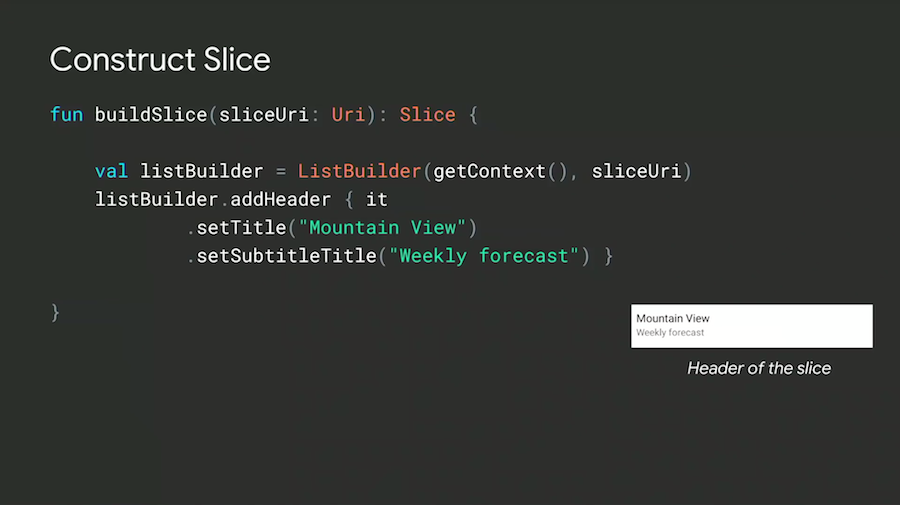 Construct Slice
fun buildSlice(sliceUri: Uri): Slice {
val listBuilder = ListBuilder(getContext(), sliceUri)
listBuilder.addHeader { it
.setTitle("Mountain View")
.setSubtitleTitle("Weekly forecast") }
}
Mountain View
Weekly forecast
Header of the slice